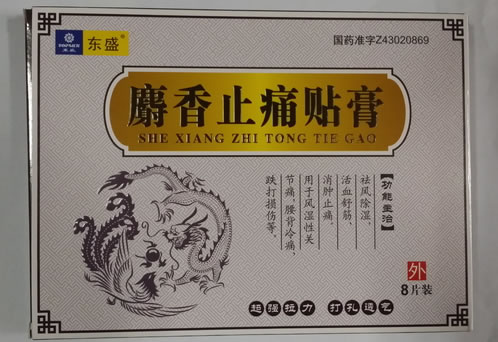 东盛®
国药准字Z43020869
麝香止痛贴膏
SHE XIANG ZHI TONG TIE GAO
【功能主治】
祛风除湿、
活血舒筋、
消肿止痛，
用于风湿性关
节痛，腰背冷痛，
跌打损伤等。
外
8片装
超强拉力 打孔透气